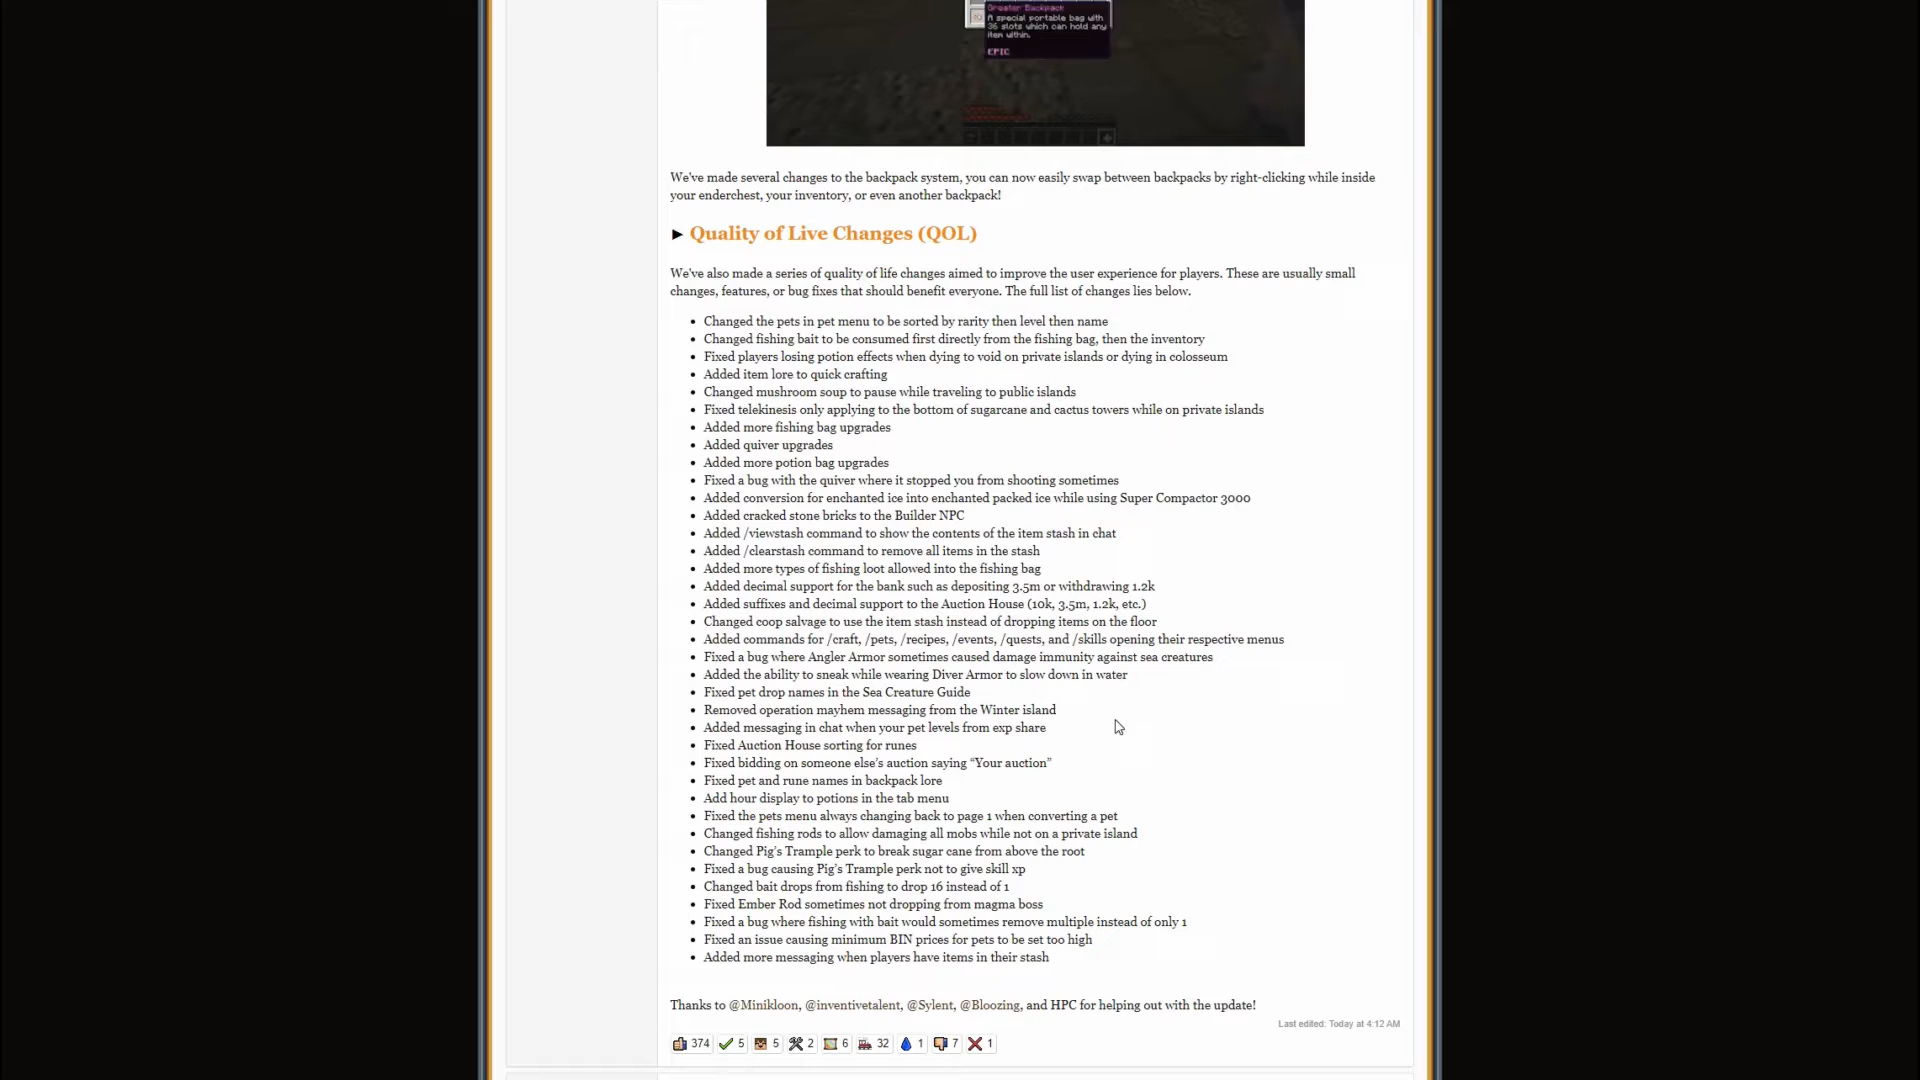 Greater Backpack
A special portable bag with
36 slots which can hold any
item within.
EPIC
We've made several changes to the backpack system, you can now easily swap between backpacks by right-clicking while inside
your enderchest, your inventory, or even another backpack!
► Quality of Live Changes (QOL)
We've also made a series of quality of life changes aimed to improve the user experience for players. These are usually small
changes, features, or bug fixes that should benefit everyone. The full list of changes lies below.
• Changed the pets in pet menu to be sorted by rarity then level then name
• Changed fishing bait to be consumed first directly from the fishing bag, then the inventory
• Fixed players losing potion effects when dying to void on private islands or dying in colosseum
• Added item lore to quick crafting
• Changed mushroom soup to pause while traveling to public islands
• Fixed telekinesis only applying to the bottom of sugarcane and cactus towers while on private islands
• Added more fishing bag upgrades
• Added quiver upgrades
• Added more potion bag upgrades
• Fixed a bug with the quiver where it stopped you from shooting sometimes
• Added conversion for enchanted ice into enchanted packed ice while using Super Compactor 3000
• Added cracked stone bricks to the Builder NPC
• Added /viewstash command to show the contents of the item stash in chat
• Added /clearstash command to remove all items in the stash
• Added more types of fishing loot allowed into the fishing bag
• Added decimal support for the bank such as depositing 3.5m or withdrawing 1.2k
• Added suffixes and decimal support to the Auction House (10k, 3.5m, 1.2k, etc.)
• Changed coop salvage to use the item stash instead of dropping items on the floor
• Added commands for /craft, /pets, /recipes, /events, /quests, and /skills opening their respective menus
• Fixed a bug where Angler Armor sometimes caused damage immunity against sea creatures
• Added the ability to sneak while wearing Diver Armor to slow down in water
• Fixed pet drop names in the Sea Creature Guide
• Removed operation mayhem messaging from the Winter island
• Added messaging in chat when your pet levels from exp share
• Fixed Auction House sorting for runes
• Fixed bidding on someone else's auction saying “Your auction”
• Fixed pet and rune names in backpack lore
• Add hour display to potions in the tab menu
• Fixed the pets menu always changing back to page 1 when converting a pet
• Changed fishing rods to allow damaging all mobs while not on a private island
• Changed Pig's Trample perk to break sugar cane from above the root
• Fixed a bug causing Pig's Trample perk not to give skill xp
• Changed bait drops from fishing to drop 16 instead of 1
• Fixed Ember Rod sometimes not dropping from magma boss
• Fixed a bug where fishing with bait would sometimes remove multiple instead of only 1
• Fixed an issue causing minimum BIN prices for pets to be set too high
• Added more messaging when players have items in their stash
Thanks to @Minikloon, @inventivetalent, @Sylent, @Bloozing, and HPC for helping out with the update!
Last edited: Today at 4:12 AM
374 5 5 2 6 32 1 7 1